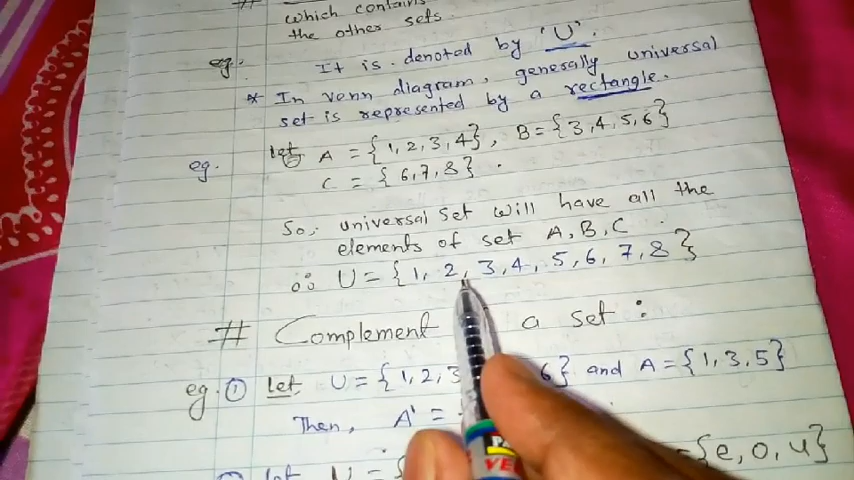 which contains
the other sets.
eg. It is denoted by 'U'.
* In venn diagram, generally universal
set is represented by a rectangle.
eg. let A = {1,2,3,4}, B = {3,4,5,6}
C = {6,7,8}.
So, universal set will have all the
elements of set A, B, C.
∴ U = {1, 2, 3, 4, 5, 6, 7, 8}
# Complement a set :
eg. ① Let, U = {1,2,3 6} and A = {1,3,5}
Then, A' =
let U = { = {e, o, u}